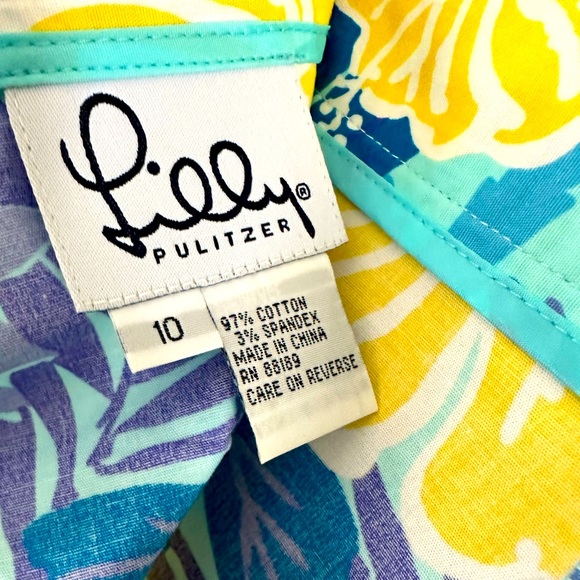 Lilly®
PULITZER
10
97% COTTON
3% SPANDEX
MADE IN CHINA
RN 88189
CARE ON REVERSE